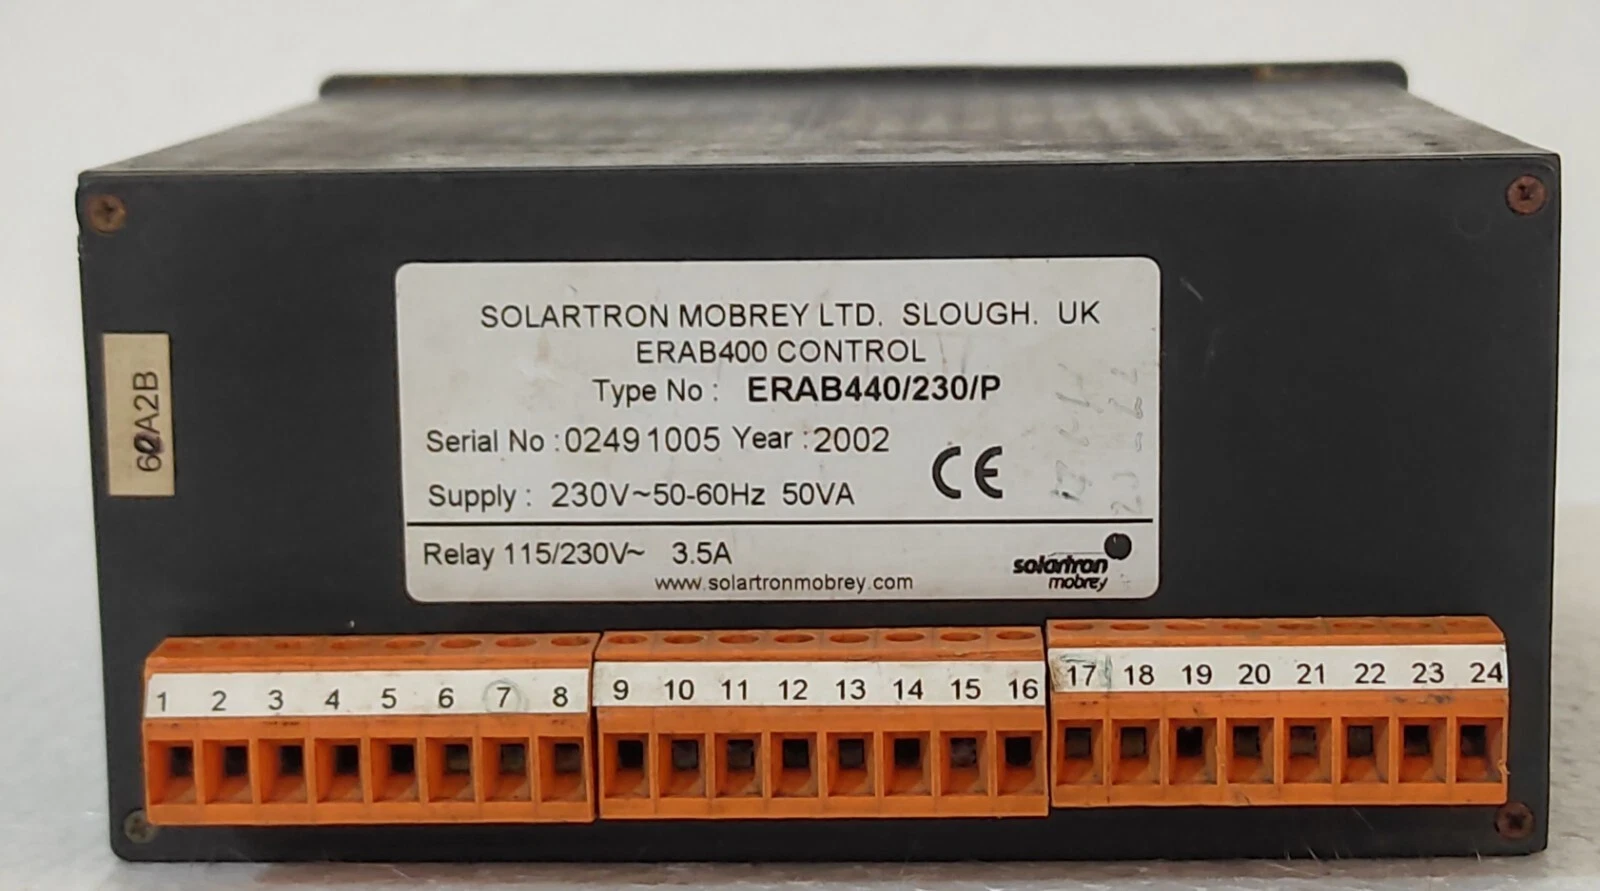 SOLARTRON MOBREY LTD. SLOUGH. UK
ERAB400 CONTROL
Type No : ERAB440/230/P
Serial No : 02491005 Year : 2002
CE
Supply : 230V~50-60Hz 50VA
Relay 115/230V~ 3.5A
www.solartronmobrey.com
solartron
mobrey
1 2 3 4 5 6 7 8 9 10 11 12 13 14 15 16 17 18 19 20 21 22 23 24